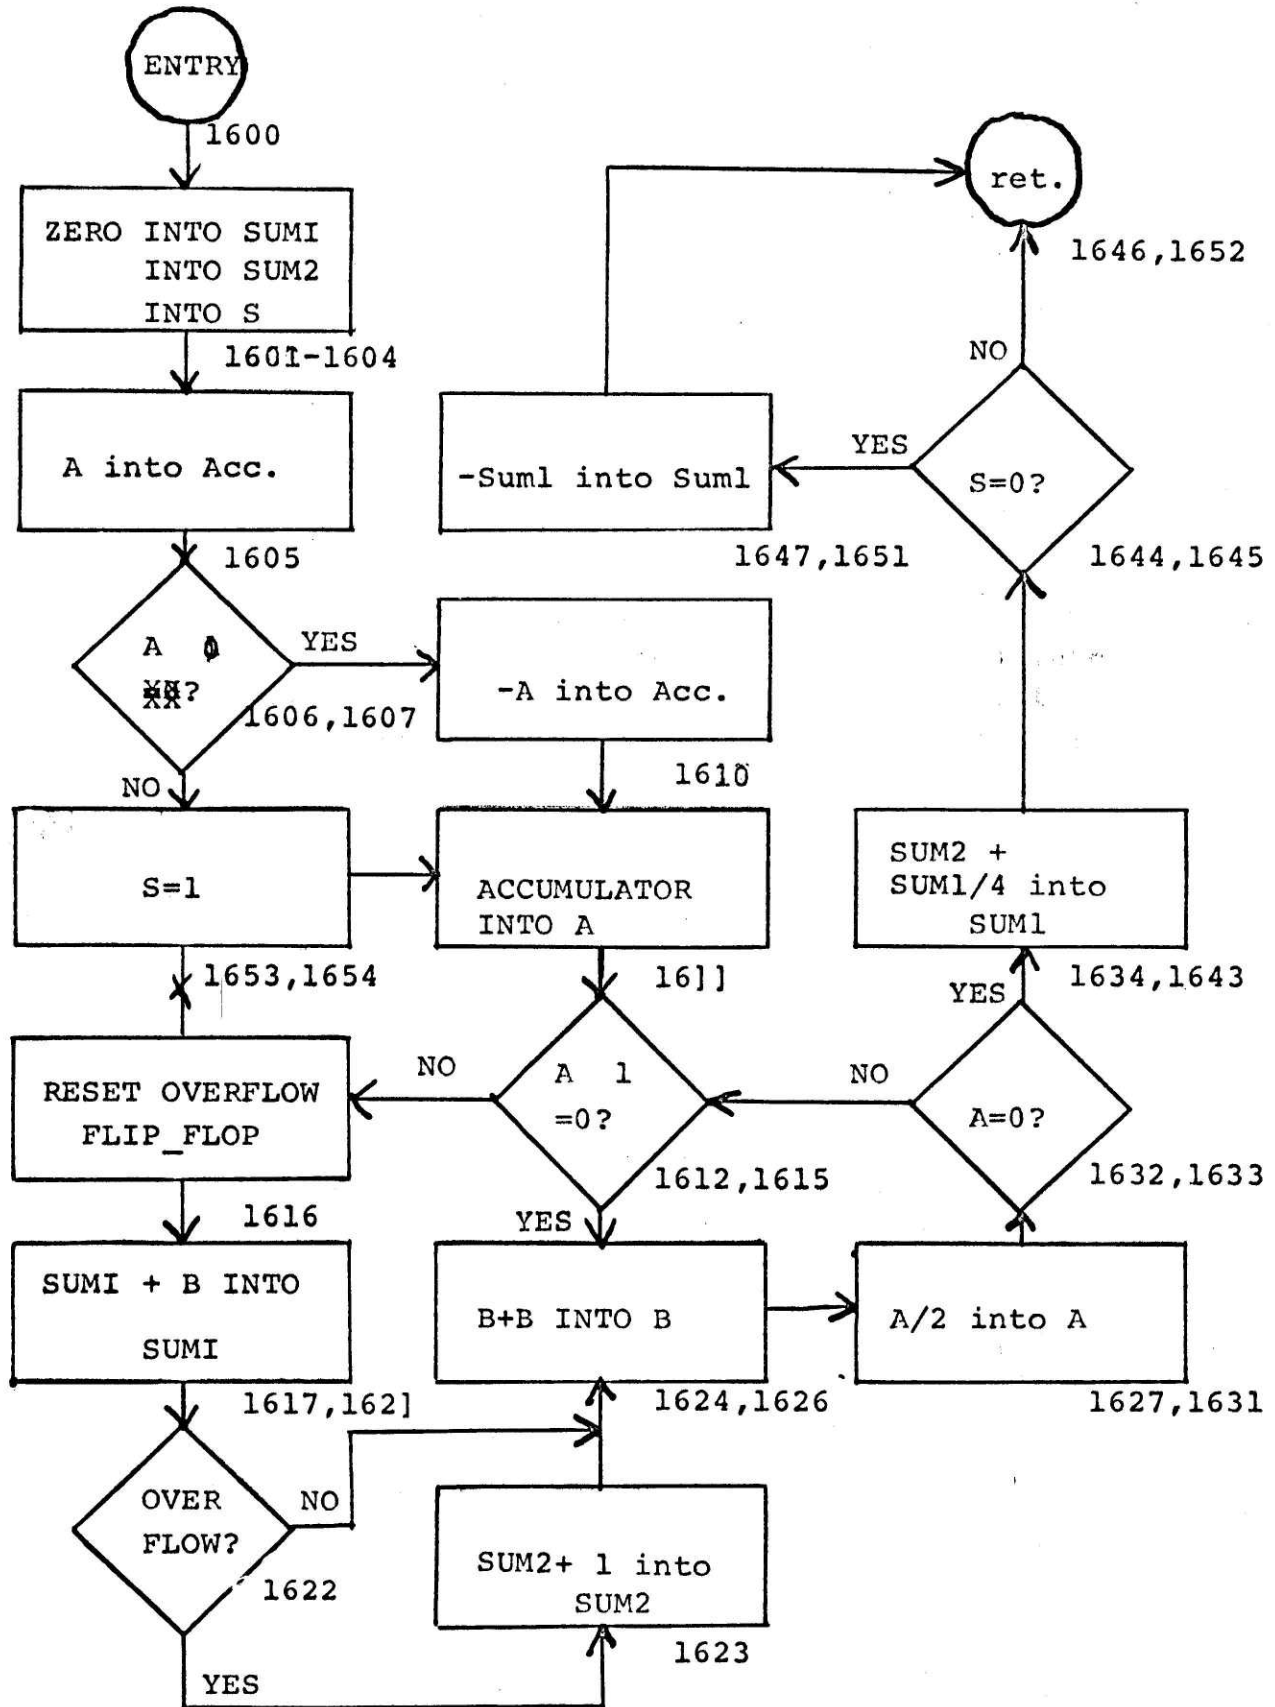 ENTRY
1600
ZERO INTO SUMI
INTO SUM2
INTO S
1601-1604
A into Acc.
1605
A 0
?
YES
1606,1607
NO
-A into Acc.
1610
S=1
1653,1654
ACCUMULATOR
INTO A
16]]
A 1
=0?
NO
1612,1615
YES
RESET OVERFLOW
FLIP_FLOP
1616
SUMI + B INTO
SUMI
1617,162]
OVER
FLOW?
NO
1622
YES
SUM2+ 1 into
SUM2
1623
B+B INTO B
1624,1626
A/2 into A
1627,1631
A=0?
NO
1632,1633
YES
SUM2 +
SUM1/4 into
SUM1
1634,1643
S=0?
1644,1645
YES
-Sum1 into Sum1
1647,1651
NO
ret.
1646,1652